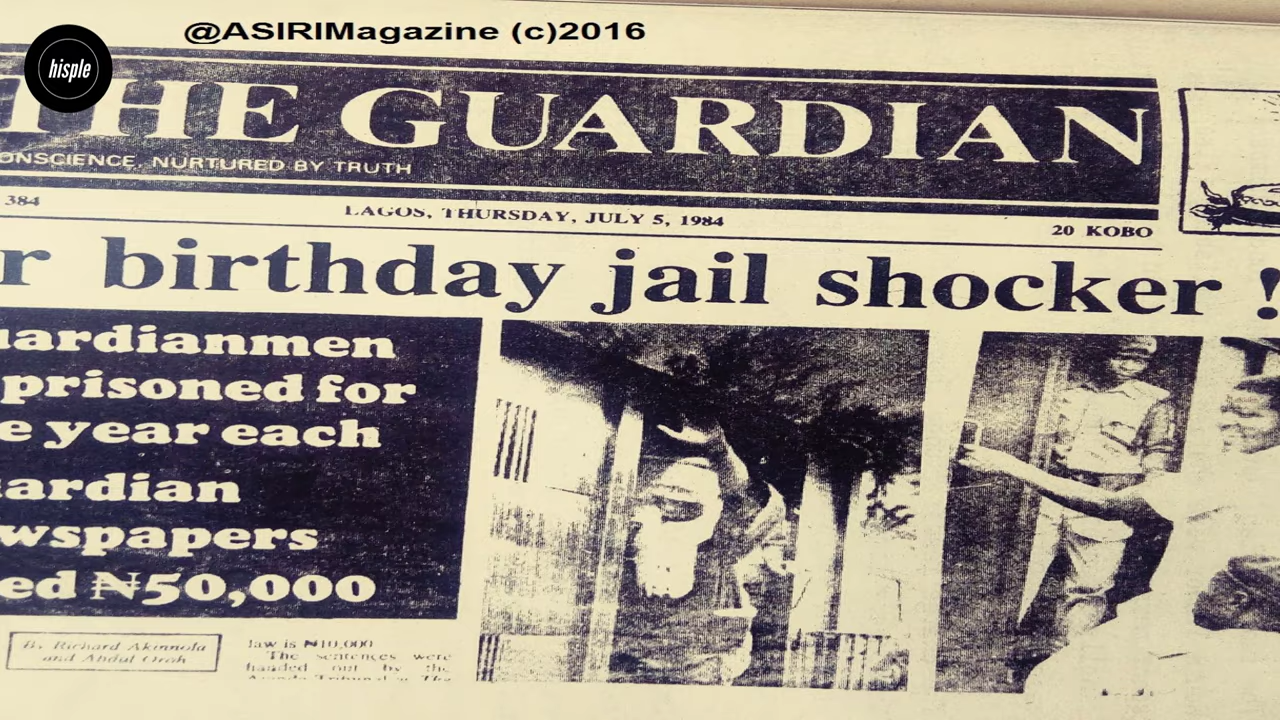 @ASIRIMagazine (c)2016
hisple
THE GUARDIAN
ONSCIENCE, NURTURED BY TRUTH
384
LAGOS, THURSDAY, JULY 5, 1984
20 KOBO
r birthday jail shocker !
uardianmen
prisoned for
e year each
ardian
wspapers
ed ₦50,000
By Richard Akinnola
and Abdul Oroh
law is ₦10,000
The sentences were
handed out by the